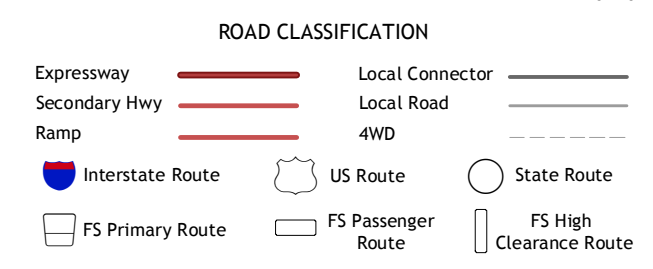 ROAD CLASSIFICATION
Expressway
Local Connector
Secondary Hwy
Local Road
Ramp
4WD
Interstate Route
US Route
State Route
FS Primary Route
FS Passenger
Route
FS High
Clearance Route